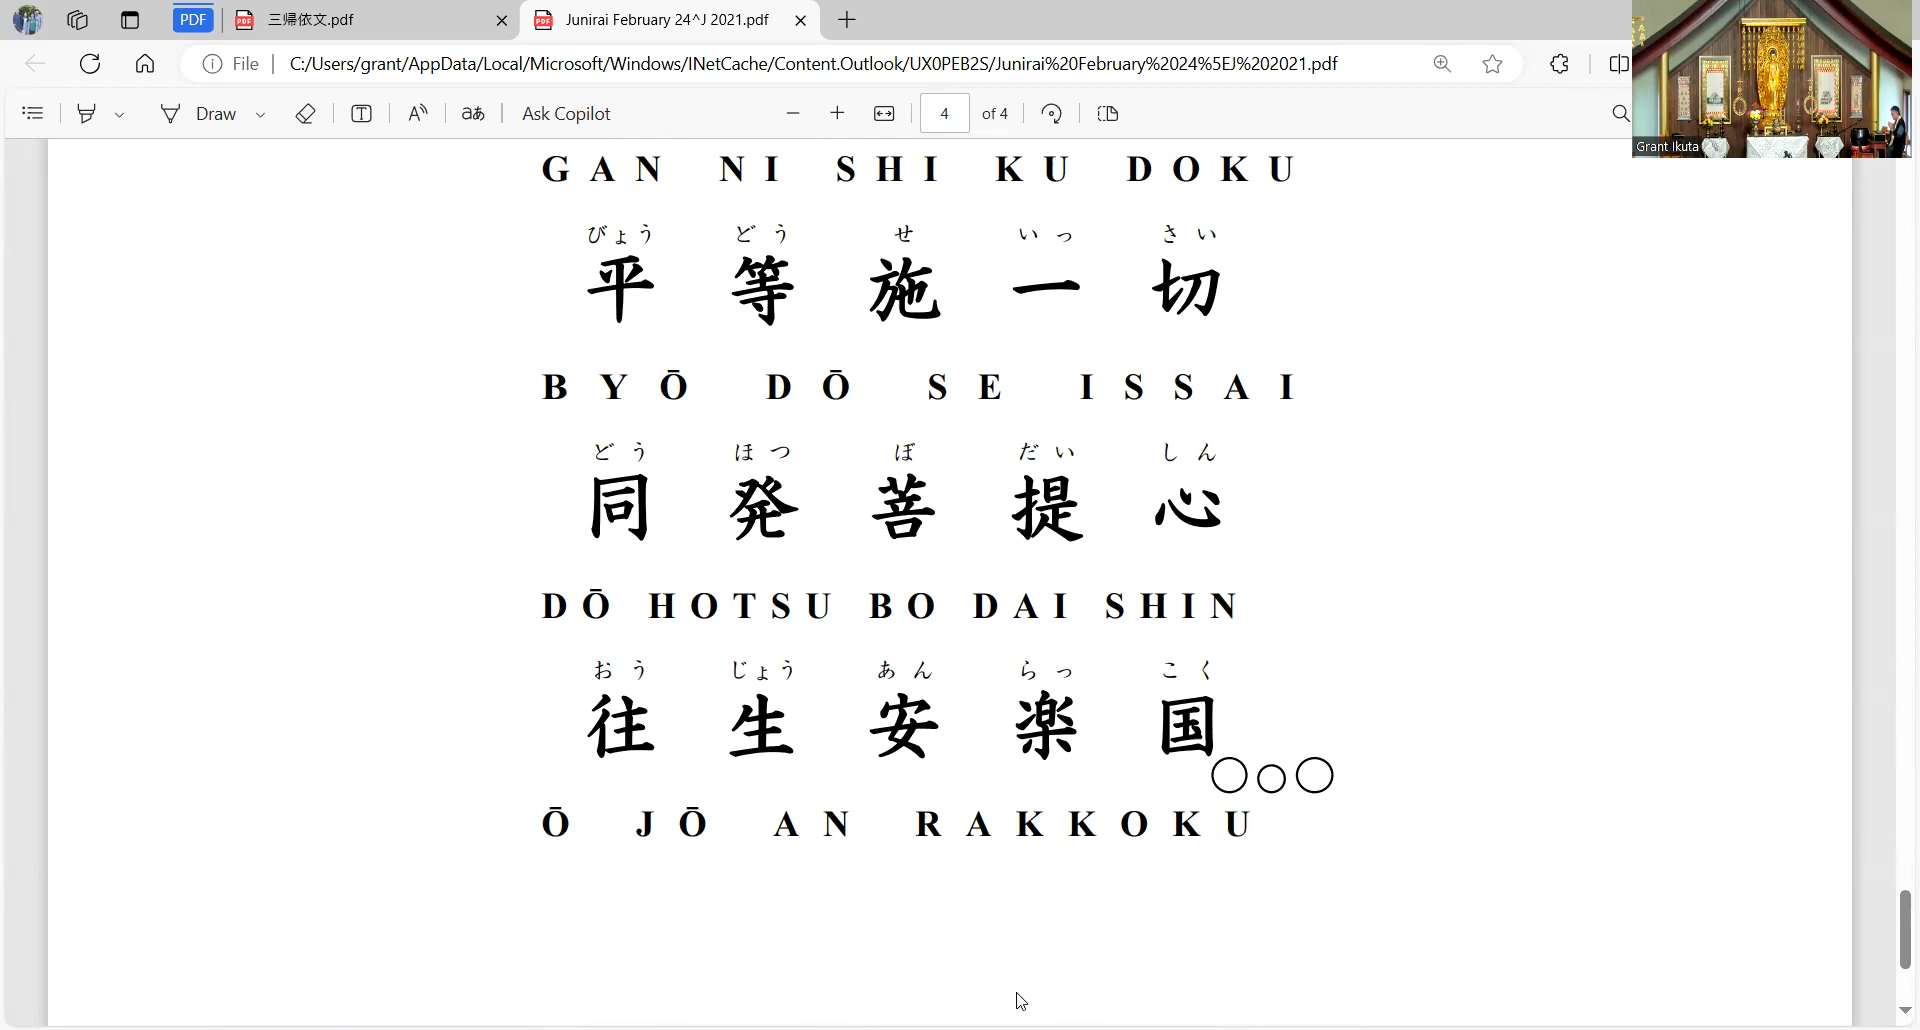 PDF
三帰依文.pdf
Junirai February 24^J 2021.pdf
File
C:/Users/grant/AppData/Local/Microsoft/Windows/INetCache/Content.Outlook/UX0PEB2S/Junirai%20February%2024%5EJ%202021.pdf
Draw
aあ
Ask Copilot
4 of 4
Grant Ikuta
GAN NI SHI KU DOKU
びょう どう せ いっ さい
平 等 施 一 切
BYŌ DŌ SE ISSAI
どう ほつ ぼ だい しん
同 発 菩 提 心
DŌ HOTSU BO DAI SHIN
おう じょう あん らっ こく
往 生 安 楽 国
Ō JŌ AN RAKKOKU